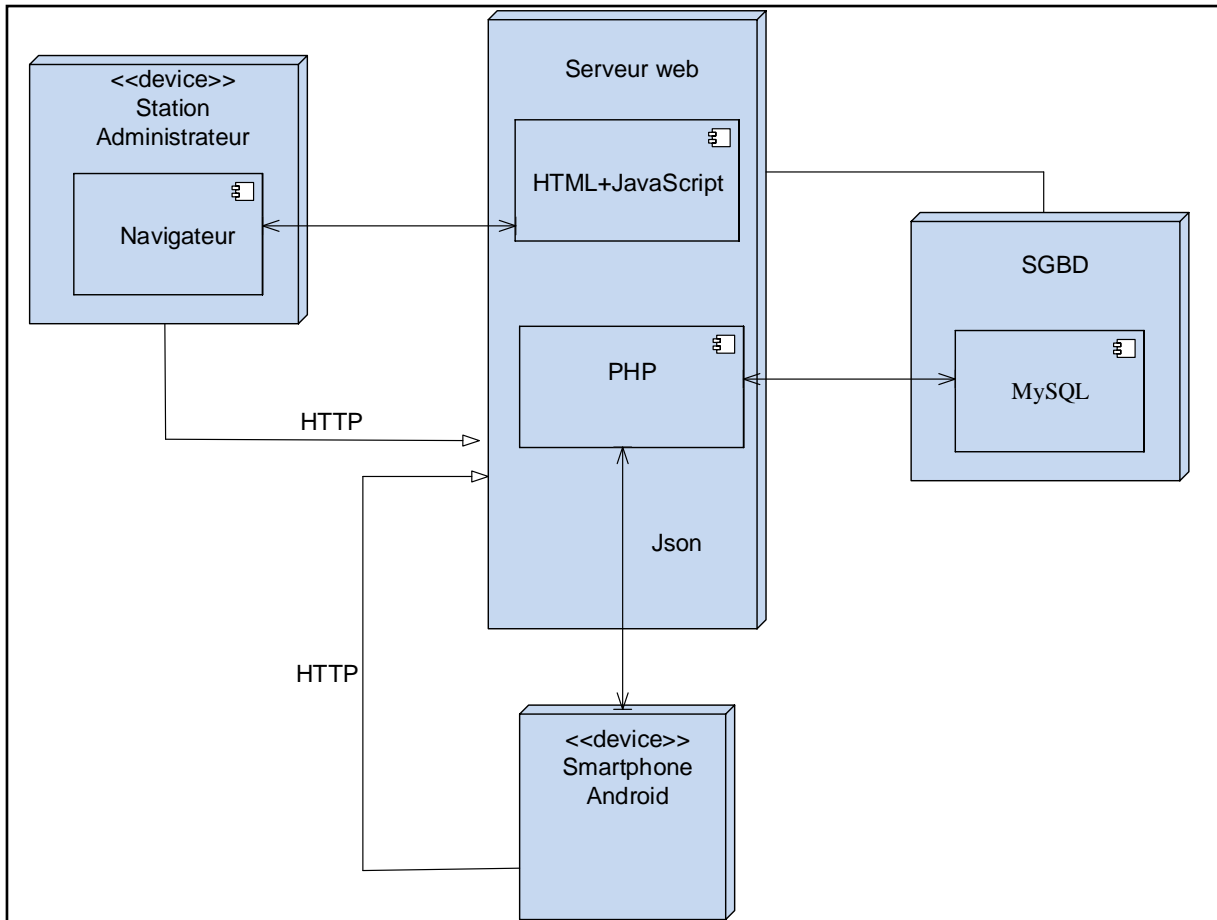 <<device>>
Station
Administrateur
Navigateur
Serveur web
HTML+JavaScript
PHP
SGBD
MySQL
HTTP
Json
HTTP
<<device>>
Smartphone
Android